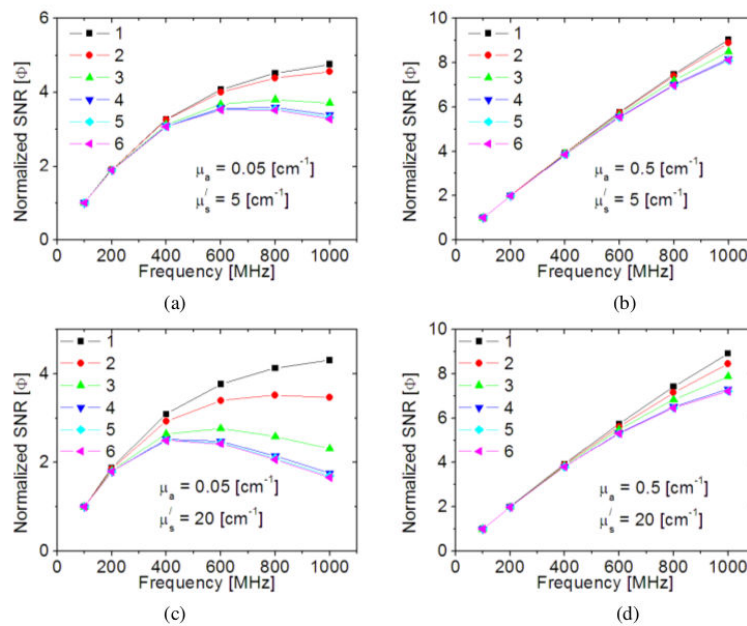 6
4
2
0
Normalized SNR [Φ]
1
2
3
4
5
6
μa = 0.05 [cm-1]
μs′ = 5 [cm-1]
0 200 400 600 800 1000
Frequency [MHz]
(a)
10
8
6
4
2
0
Normalized SNR [Φ]
1
2
3
4
5
6
μa = 0.5 [cm-1]
μs′ = 5 [cm-1]
0 200 400 600 800 1000
Frequency [MHz]
(b)
4
2
0
Normalized SNR [Φ]
1
2
3
4
5
6
μa = 0.05 [cm-1]
μs′ = 20 [cm-1]
0 200 400 600 800 1000
Frequency [MHz]
(c)
10
8
6
4
2
0
Normalized SNR [Φ]
1
2
3
4
5
6
μa = 0.5 [cm-1]
μs′ = 20 [cm-1]
0 200 400 600 800 1000
Frequency [MHz]
(d)